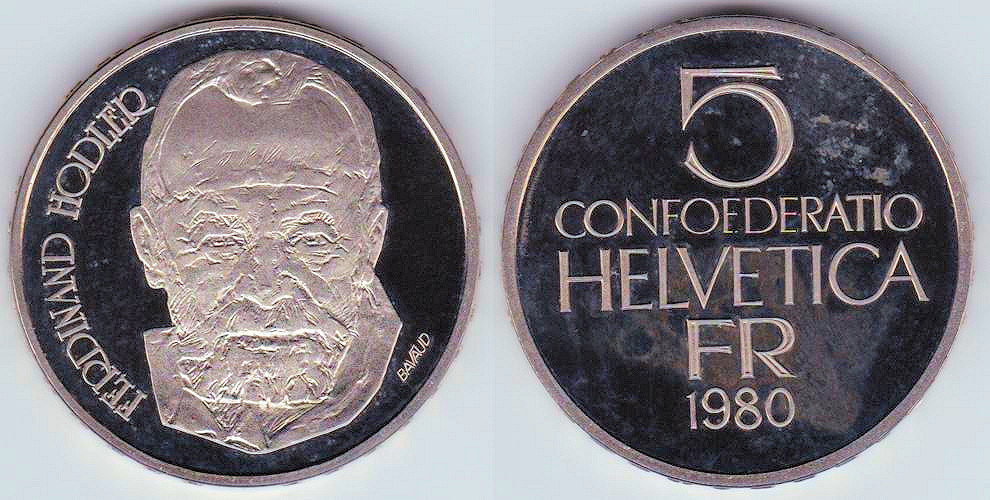 FERDINAND HODLER
BAVAUD
5
CONFOEDERATIO
HELVETICA
FR
1980